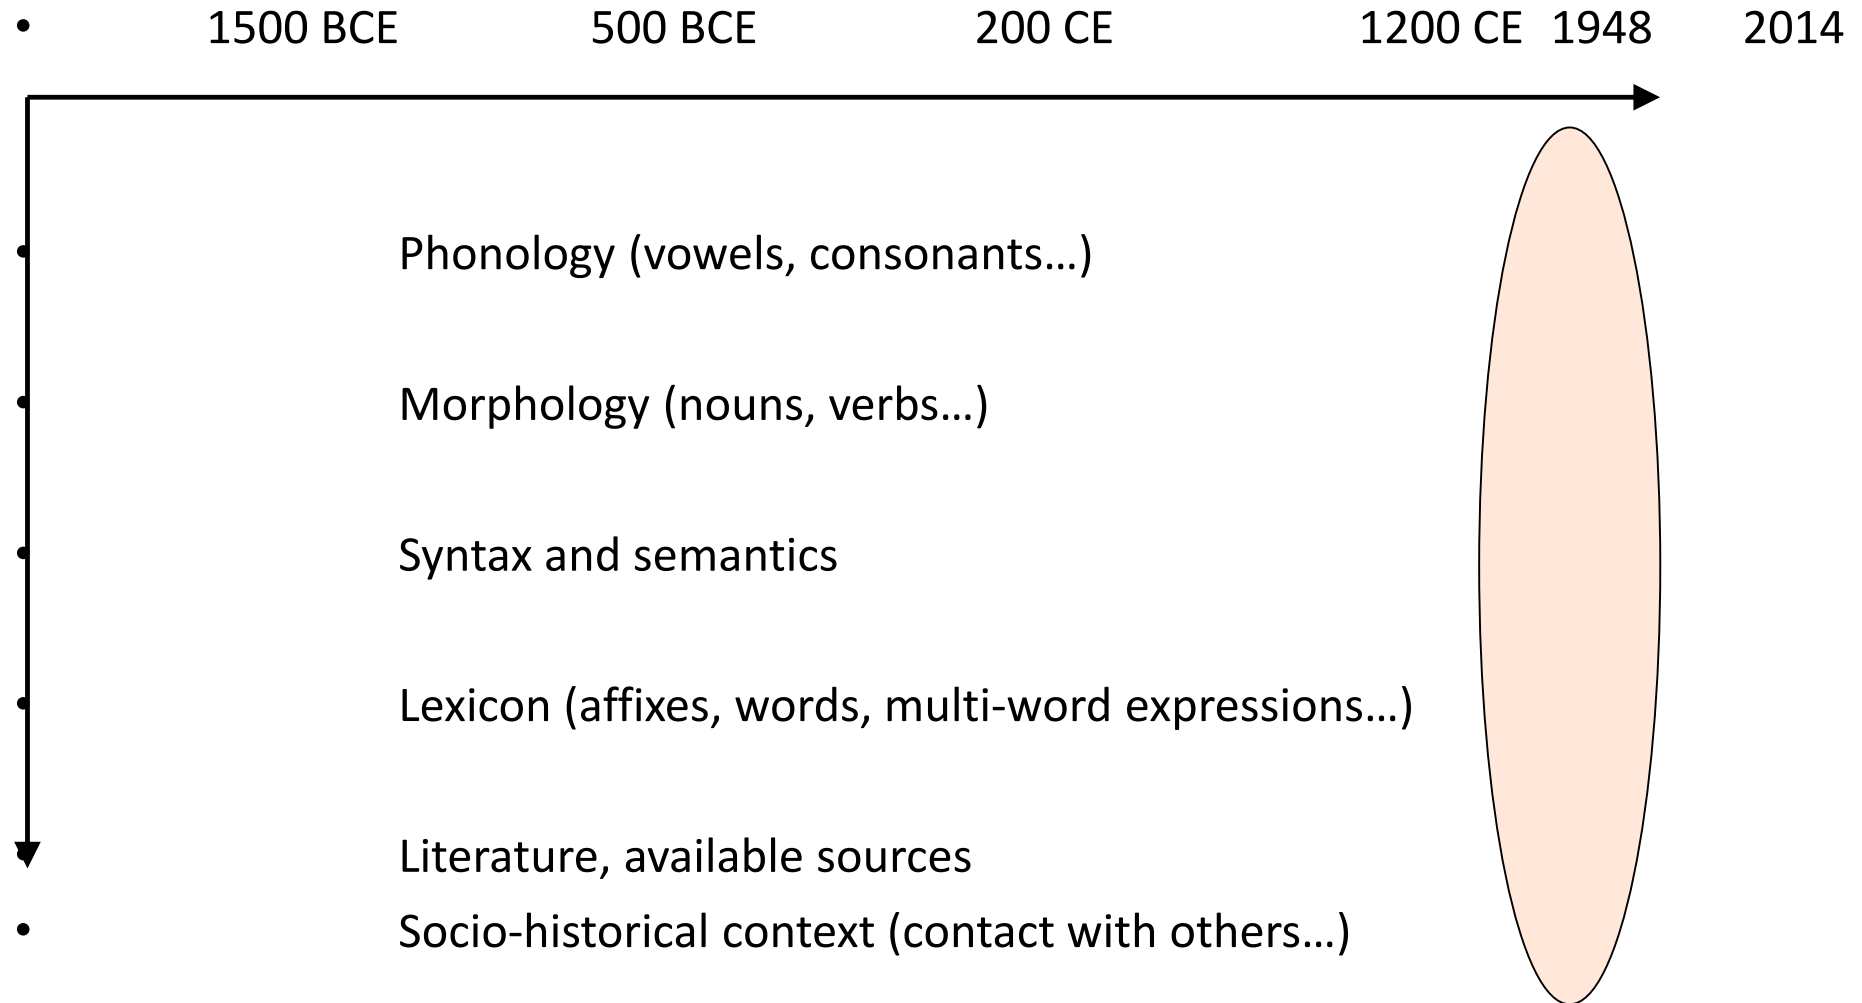 • 1500 BCE 500 BCE 200 CE 1200 CE 1948 2014
• Phonology (vowels, consonants…)
• Morphology (nouns, verbs…)
• Syntax and semantics
• Lexicon (affixes, words, multi-word expressions…)
• Literature, available sources
• Socio-historical context (contact with others…)